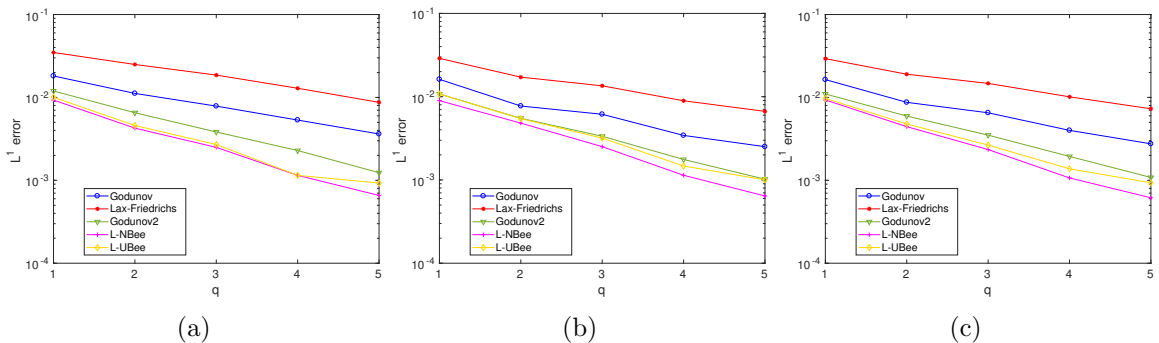 10^-1
10^-2
10^-3
10^-4
L^1 error
1 2 3 4 5
q
Godunov
Lax-Friedrichs
Godunov2
L-NBee
L-UBee
(a)
10^-1
10^-2
10^-3
10^-4
L^1 error
1 2 3 4 5
q
Godunov
Lax-Friedrichs
Godunov2
L-NBee
L-UBee
(b)
10^-1
10^-2
10^-3
10^-4
L^1 error
1 2 3 4 5
q
Godunov
Lax-Friedrichs
Godunov2
L-NBee
L-UBee
(c)